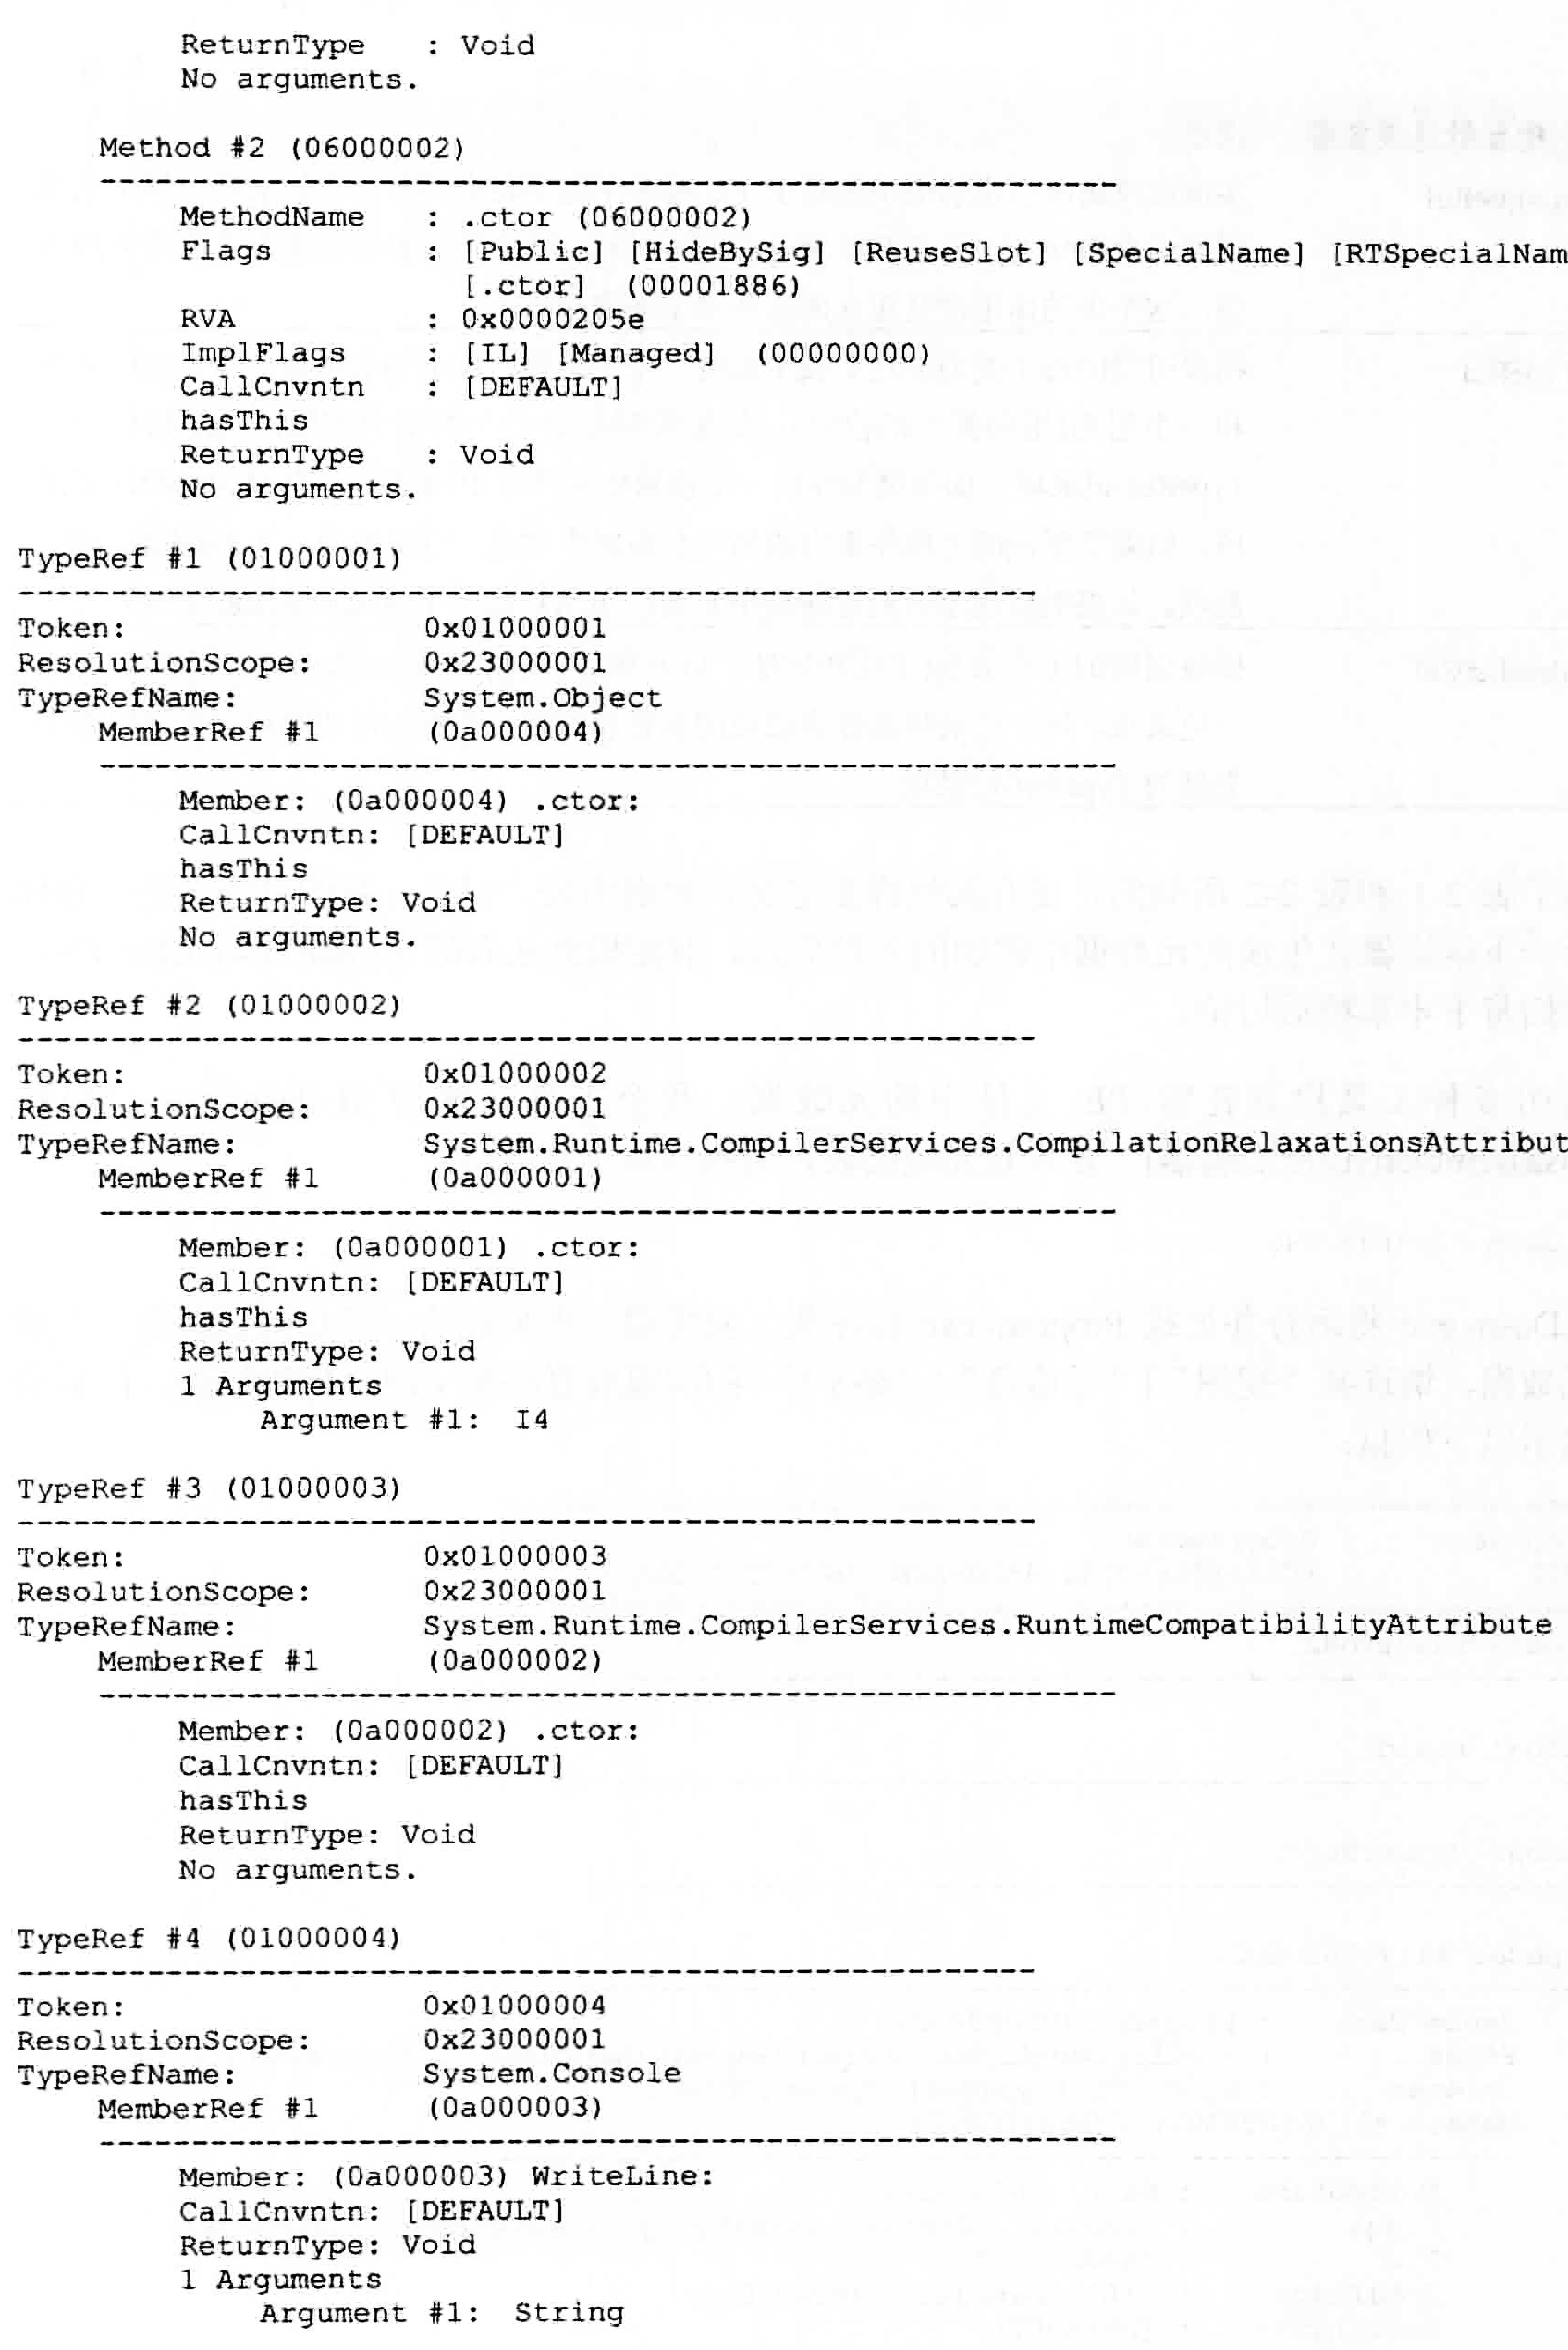 ReturnType : Void
No arguments.
Method #2 (06000002)
-------------------------------------------------------
MethodName : .ctor (06000002)
Flags : [Public] [HideBySig] [ReuseSlot] [SpecialName] [RTSpecialNam
[.ctor] (00001886)
RVA : 0x0000205e
ImplFlags : [IL] [Managed] (00000000)
CallCnvntn : [DEFAULT]
hasThis
ReturnType : Void
No arguments.
TypeRef #1 (01000001)
-------------------------------------------------------
Token: 0x01000001
ResolutionScope: 0x23000001
TypeRefName: System.Object
MemberRef #1 (0a000004)
-------------------------------------------------------
Member: (0a000004) .ctor:
CallCnvntn: [DEFAULT]
hasThis
ReturnType: Void
No arguments.
TypeRef #2 (01000002)
-------------------------------------------------------
Token: 0x01000002
ResolutionScope: 0x23000001
TypeRefName: System.Runtime.CompilerServices.CompilationRelaxationsAttribut
MemberRef #1 (0a000001)
-------------------------------------------------------
Member: (0a000001) .ctor:
CallCnvntn: [DEFAULT]
hasThis
ReturnType: Void
1 Arguments
Argument #1: I4
TypeRef #3 (01000003)
-------------------------------------------------------
Token: 0x01000003
ResolutionScope: 0x23000001
TypeRefName: System.Runtime.CompilerServices.RuntimeCompatibilityAttribute
MemberRef #1 (0a000002)
-------------------------------------------------------
Member: (0a000002) .ctor:
CallCnvntn: [DEFAULT]
hasThis
ReturnType: Void
No arguments.
TypeRef #4 (01000004)
-------------------------------------------------------
Token: 0x01000004
ResolutionScope: 0x23000001
TypeRefName: System.Console
MemberRef #1 (0a000003)
-------------------------------------------------------
Member: (0a000003) WriteLine:
CallCnvntn: [DEFAULT]
ReturnType: Void
1 Arguments
Argument #1: String